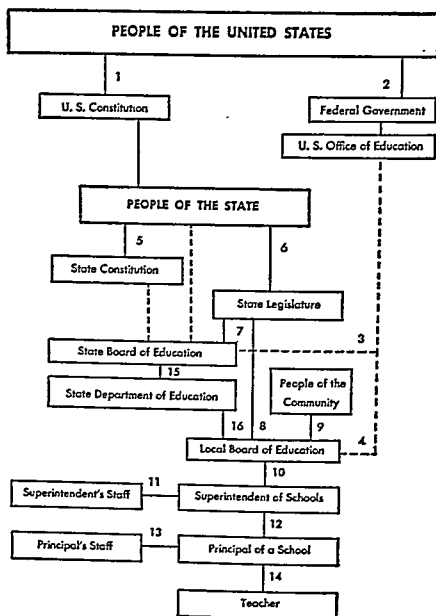 PEOPLE OF THE UNITED STATES
1
2
U. S. Constitution
Federal Government
U. S. Office of Education
PEOPLE OF THE STATE
5
6
State Constitution
State Legislature
7
3
State Board of Education
15
State Department of Education
People of the
Community
16
8
9
4
Local Board of Education
10
11
Superintendent's Staff
Superintendent of Schools
12
13
Principal's Staff
Principal of a School
14
Teacher